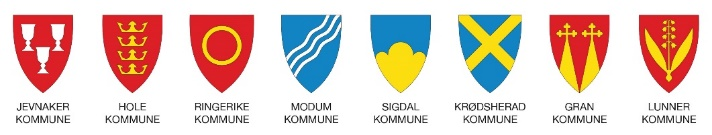 JEVNAKER
KOMMUNE
HOLE
KOMMUNE
RINGERIKE
KOMMUNE
MODUM
KOMMUNE
SIGDAL
KOMMUNE
KRØDSHERAD
KOMMUNE
GRAN
KOMMUNE
LUNNER
KOMMUNE